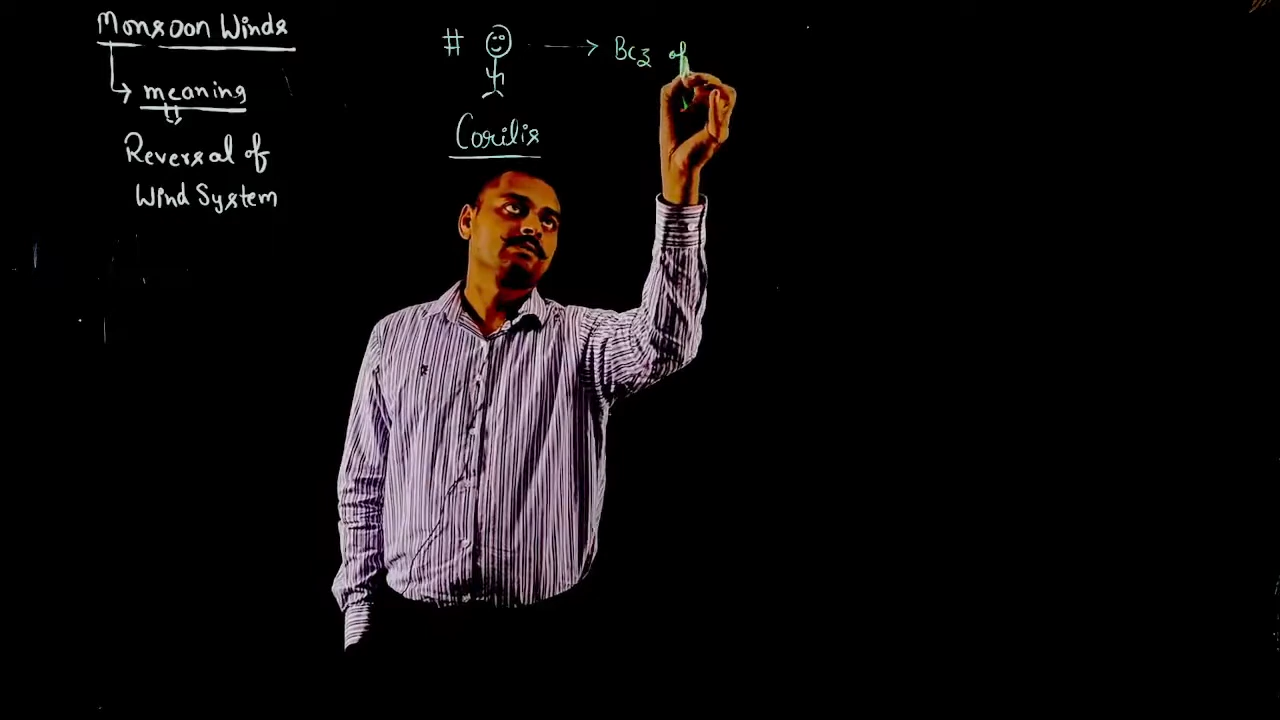 Monsoon Winds
meaning
Reversal of
Wind System
# → Bcz of
Corilis